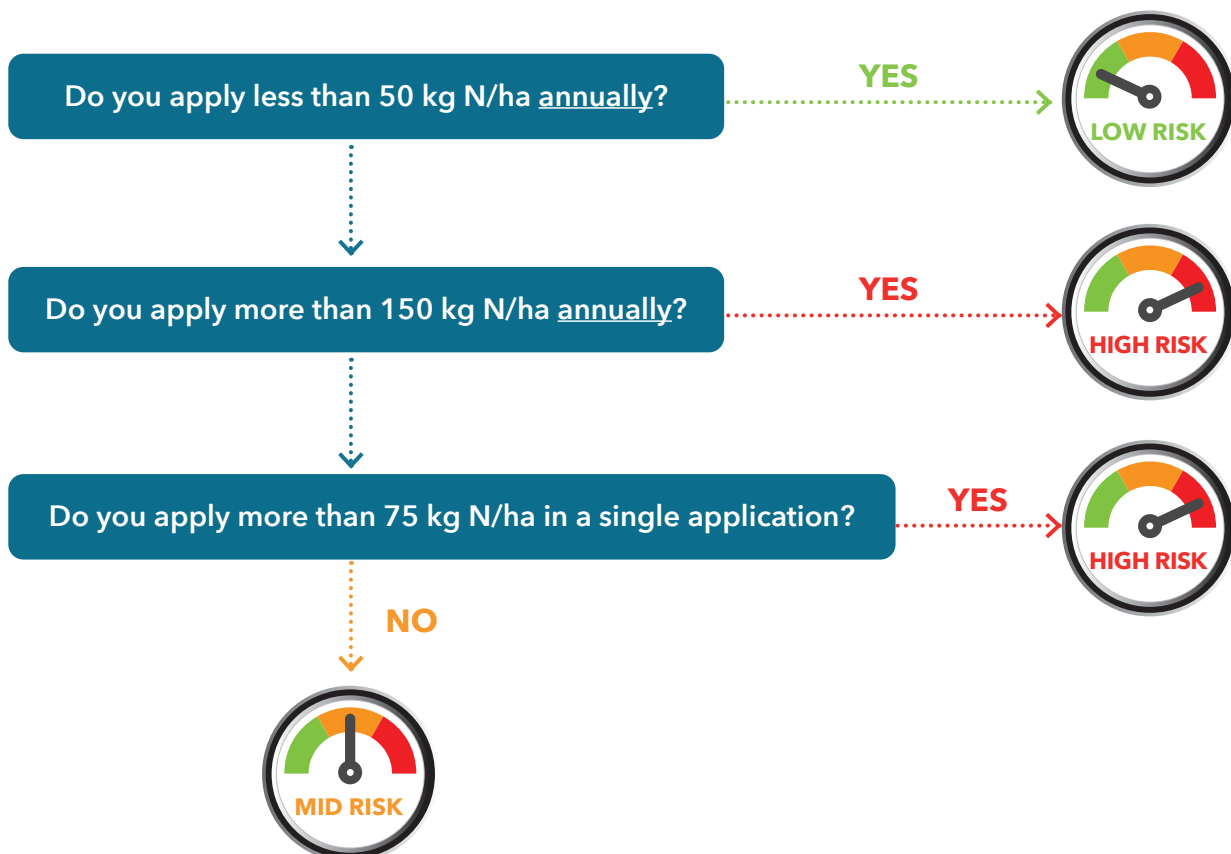 Do you apply less than 50 kg N/ha annually?
YES
LOW RISK
Do you apply more than 150 kg N/ha annually?
YES
HIGH RISK
Do you apply more than 75 kg N/ha in a single application?
YES
HIGH RISK
NO
MID RISK